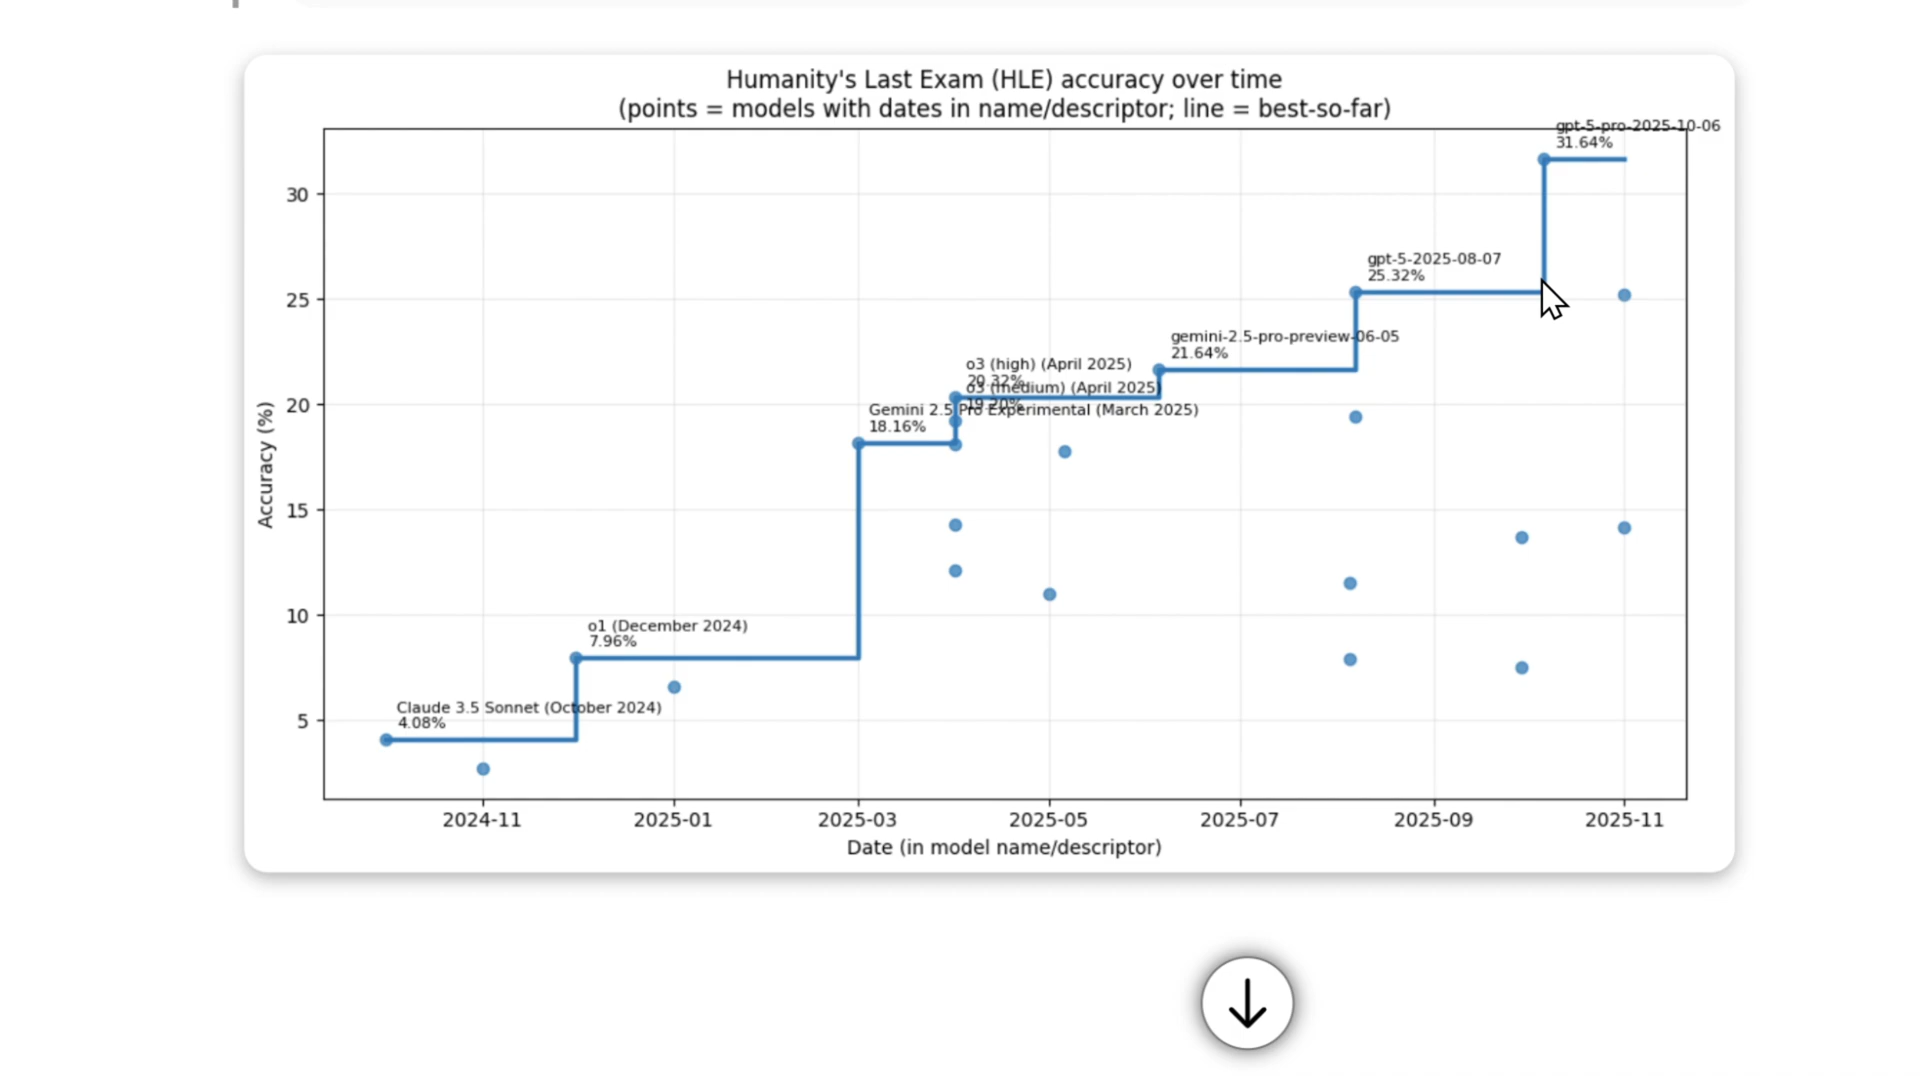 Humanity's Last Exam (HLE) accuracy over time
(points = models with dates in name/descriptor; line = best-so-far)
gpt-5-pro-2025-10-06
31.64%
30
gpt-5-2025-08-07
25.32%
25
gemini-2.5-pro-preview-06-05
21.64%
o3 (high) (April 2025)
20.32%
o3 (medium) (April 2025)
19.20%
20
Gemini 2.5 Pro Experimental (March 2025)
18.16%
Accuracy (%)
15
10
o1 (December 2024)
7.96%
Claude 3.5 Sonnet (October 2024)
4.08%
5
2024-11
2025-01
2025-03
2025-05
2025-07
2025-09
2025-11
Date (in model name/descriptor)